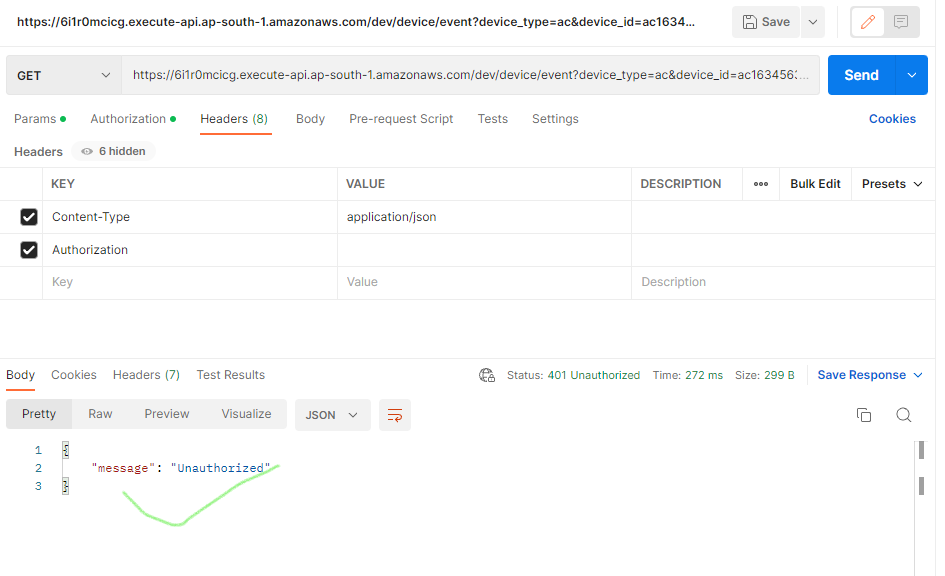 https://6i1r0mcicg.execute-api.ap-south-1.amazonaws.com/dev/device/event?device_type=ac&device_id=ac1634... Save
GET https://6i1r0mcicg.execute-api.ap-south-1.amazonaws.com/dev/device/event?device_type=ac&device_id=ac1634563... Send
Params Authorization Headers (8) Body Pre-request Script Tests Settings Cookies
Headers 6 hidden
KEY VALUE DESCRIPTION ••• Bulk Edit Presets
Content-Type application/json
Authorization
Key Value Description
Body Cookies Headers (7) Test Results Status: 401 Unauthorized Time: 272 ms Size: 299 B Save Response
Pretty Raw Preview Visualize JSON
1 {
2 "message": "Unauthorized"
3 }